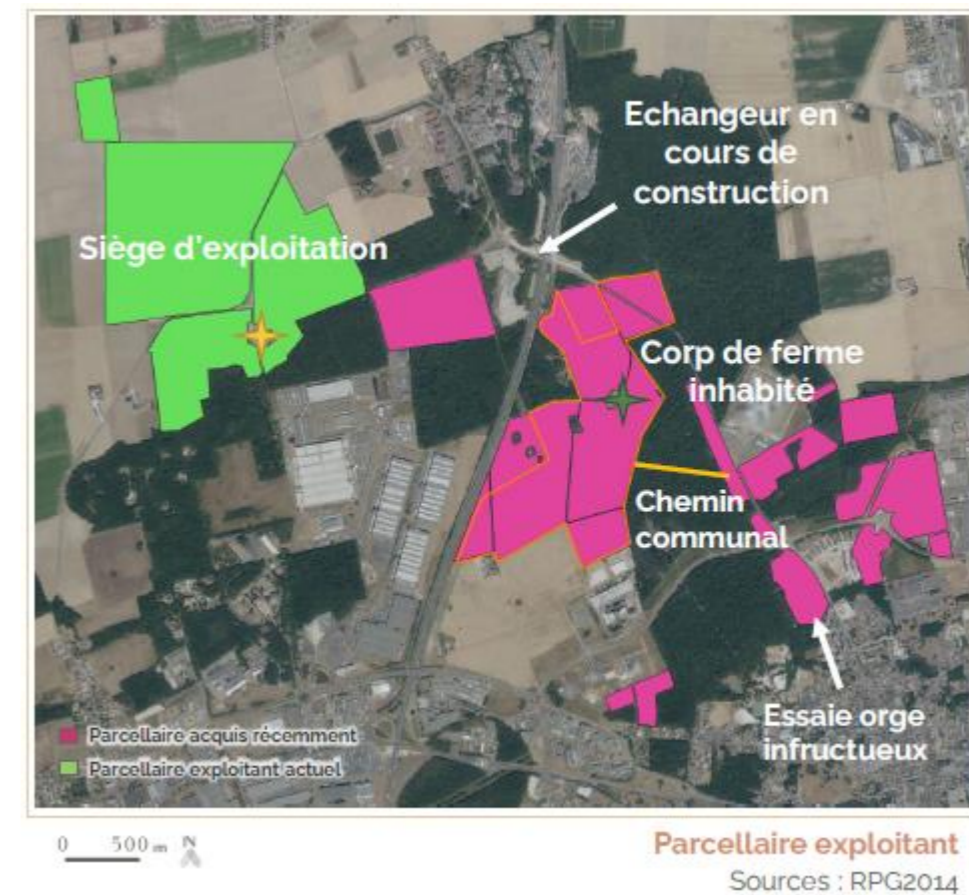 Echangeur en
cours de
construction
Siège d'exploitation
Corp de ferme
inhabité
Chemin
communal
Essaie orge
infructueux
Parcellaire acquis récemment
Parcellaire exploitant actuel
0 500 m N
Parcellaire exploitant
Sources : RPG2014